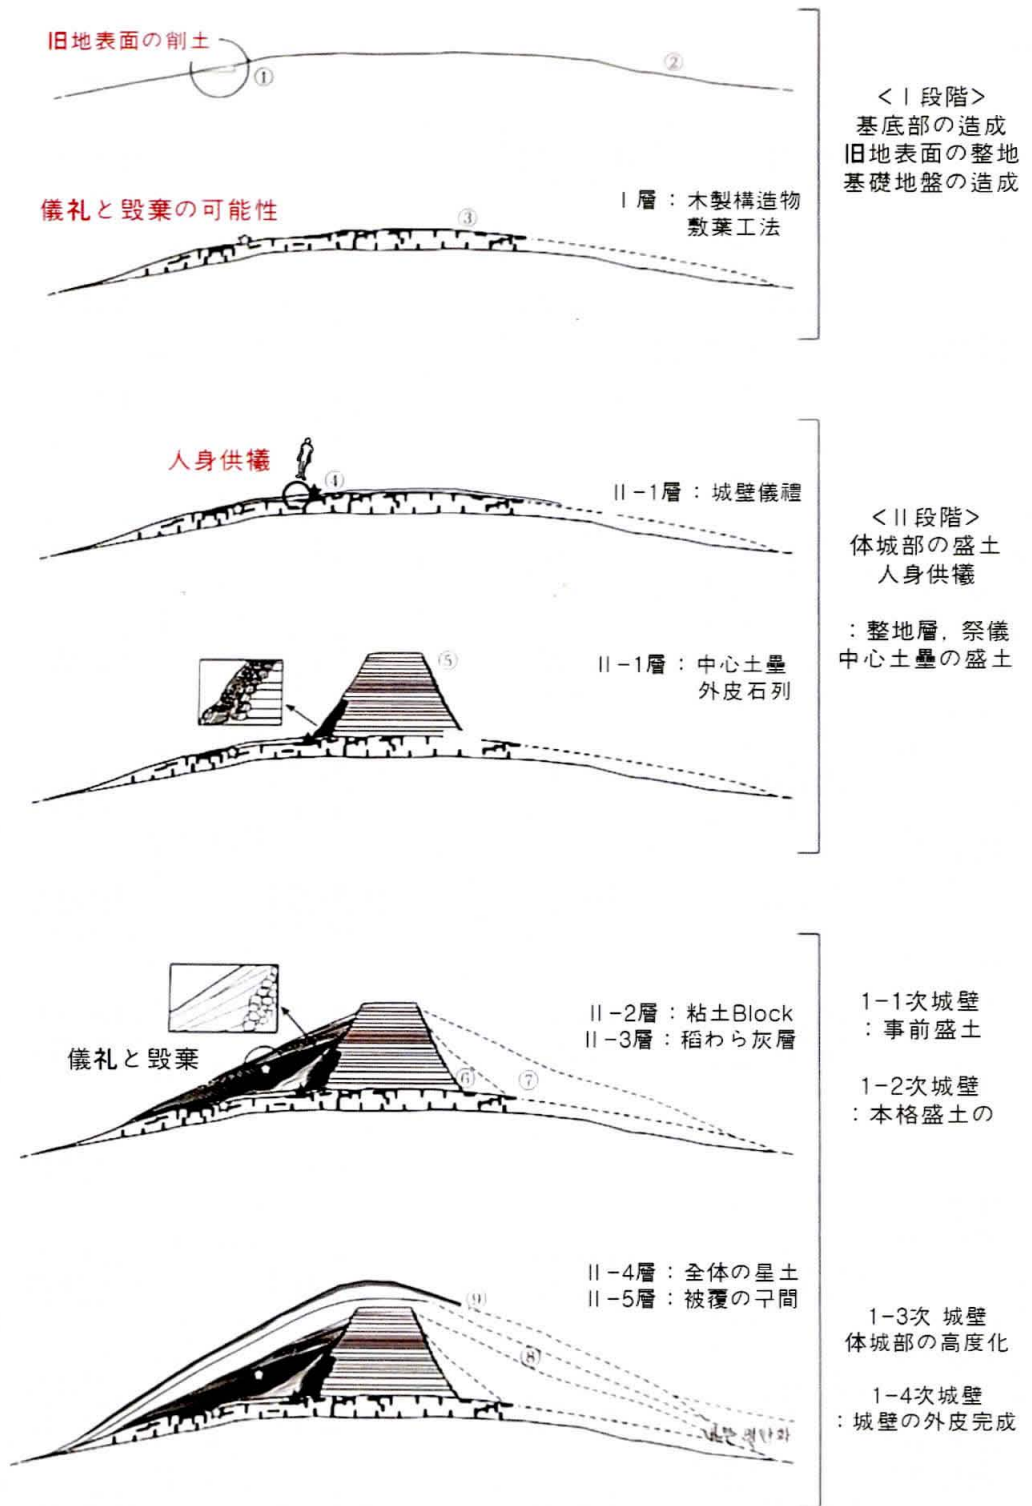 旧地表面の削土
①
②
<Ⅰ段階>
基底部の造成
旧地表面の整地
基礎地盤の造成
儀礼と毀棄の可能性
Ⅰ層：木製構造物
敷葉工法
③
人身供犠
④
Ⅱ-1層：城壁儀禮
<Ⅱ段階>
体城部の盛土
人身供犠
：整地層, 祭儀
中心土壘の盛土
⑤
Ⅱ-1層：中心土壘
外皮石列
Ⅱ-2層：粘土Block
Ⅱ-3層：稲わら灰層
儀礼と毀棄
⑥
⑦
1-1次城壁
：事前盛土
1-2次城壁
：本格盛土の
Ⅱ-4層：全体の星土
Ⅱ-5層：被覆の구間
⑨
⑧
1-3次 城壁
体城部の高度化
1-4次城壁
：城壁の外皮完成